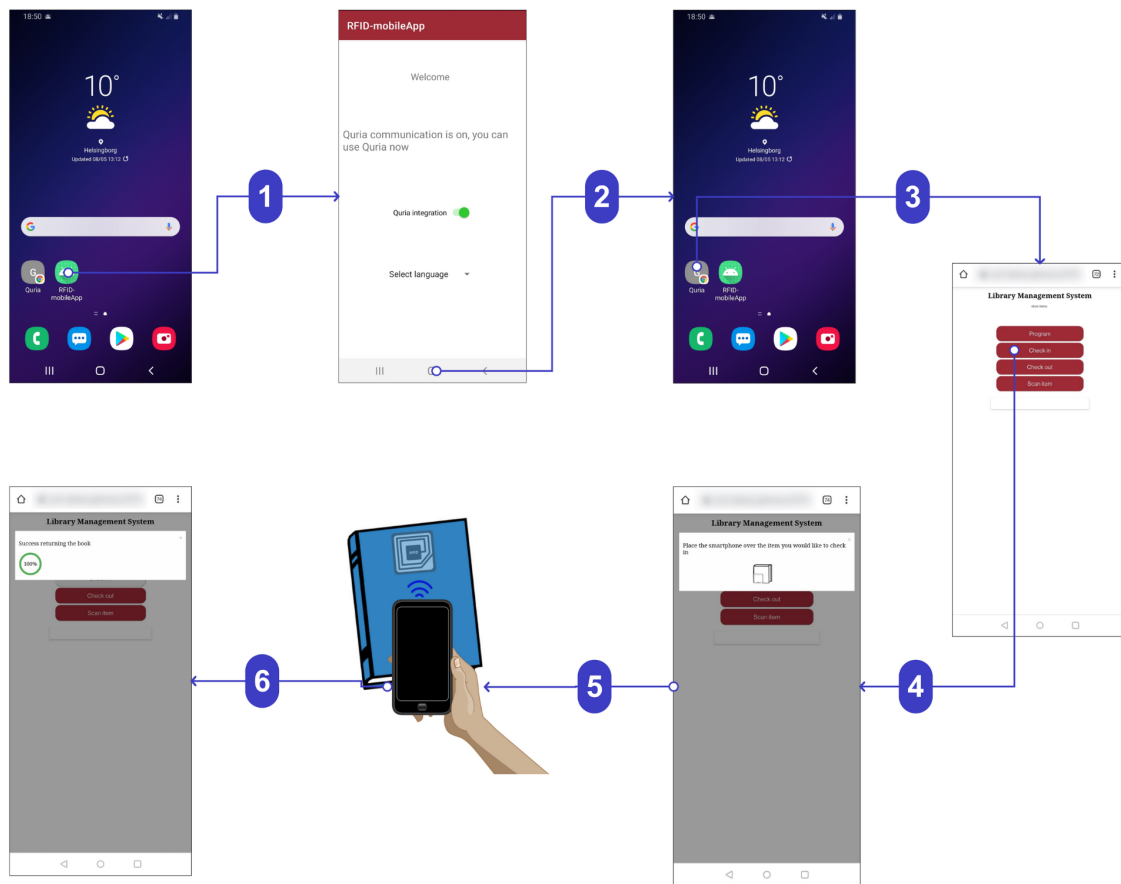 18:50
10°
Helsingborg
Updated 08/05 13:12
G
G
Quria
RFID-
mobileApp
1
RFID-mobileApp
Welcome
Quria communication is on, you can
use Quria now
Quria integration
Select language
2
18:50
10°
Helsingborg
Updated 08/05 13:12
G
G
Quria
RFID-
mobileApp
3
Library Management System
Program
Check in
Check out
Scan item
4
74
Library Management System
Place the smartphone over the item you would like to check
in
Check out
Scan item
5
6
74
Library Management System
Success returning the book
100%
Check out
Scan item